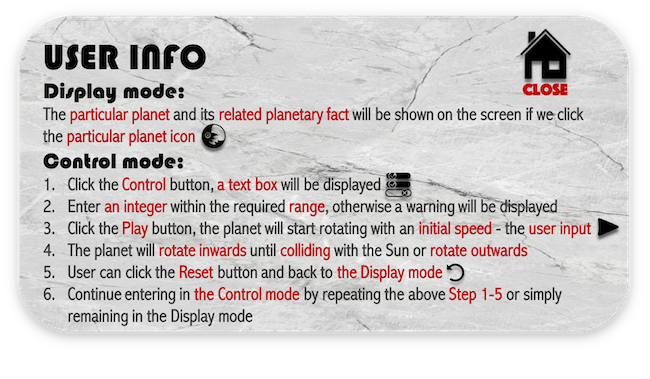 USER INFO
CLOSE
Display mode:
The particular planet and its related planetary fact will be shown on the screen if we click
the particular planet icon
Control mode:
1. Click the Control button, a text box will be displayed
2. Enter an integer within the required range, otherwise a warning will be displayed
3. Click the Play button, the planet will start rotating with an initial speed - the user input
4. The planet will rotate inwards until colliding with the Sun or rotate outwards
5. User can click the Reset button and back to the Display mode
6. Continue entering in the Control mode by repeating the above Step 1-5 or simply
remaining in the Display mode